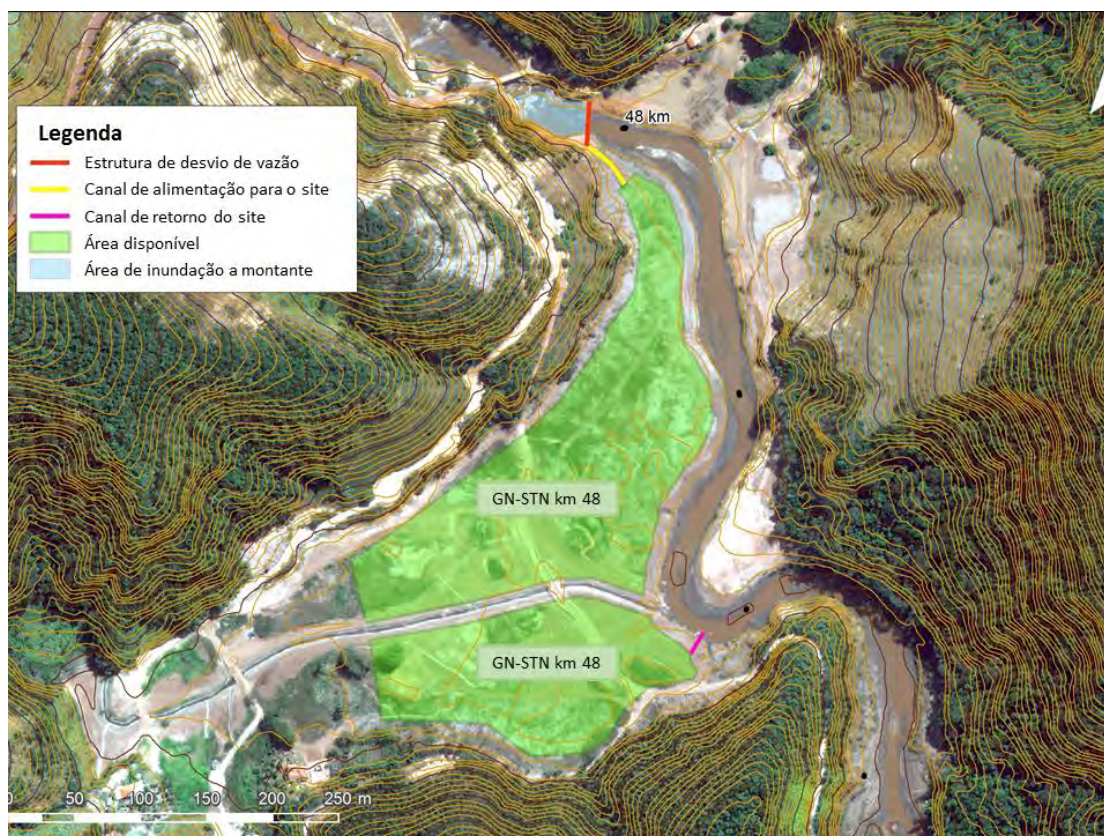 48 km
Legenda
Estrutura de desvio de vazão
Canal de alimentação para o site
Canal de retorno do site
Área disponível
Área de inundação a montante
GN-STN km 48
GN-STN km 48
0 50 100 150 200 250 m